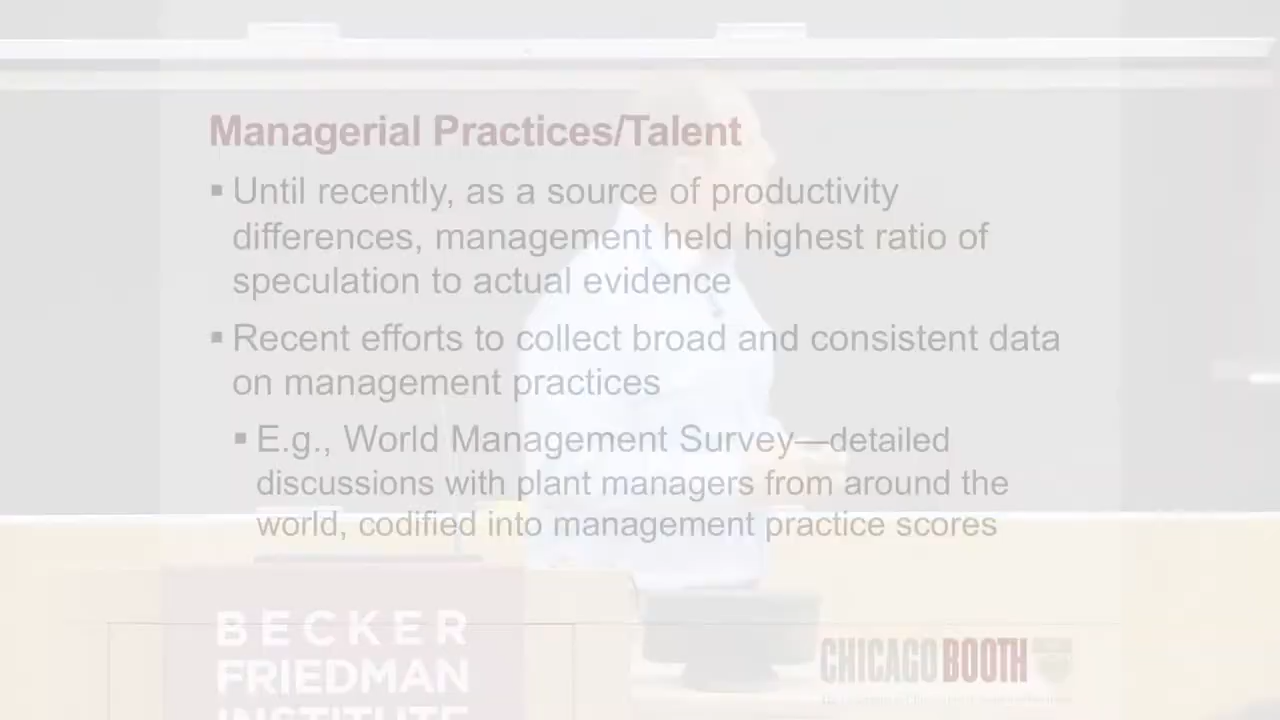 Managerial Practices/Talent
▪ Until recently, as a source of productivity
differences, management held highest ratio of
speculation to actual evidence
▪ Recent efforts to collect broad and consistent data
on management practices
▪ E.g., World Management Survey—detailed
discussions with plant managers from around the
world, codified into management practice scores
BECKER
FRIEDMAN
INSTITUTE
CHICAGO BOOTH